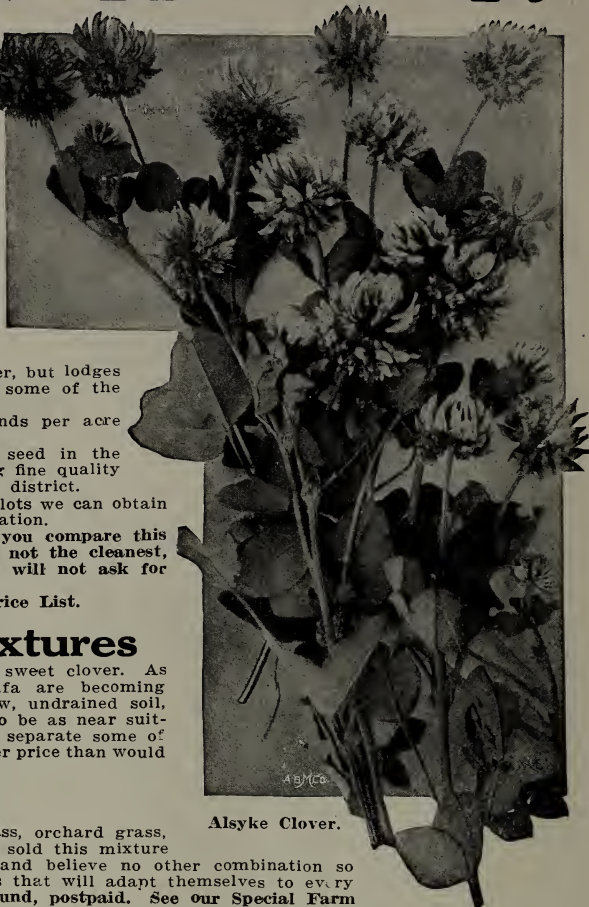 er, but lodges
some of the
nds per acre
seed in the
fine quality
district.
lots we can obtain
ation.
you compare this
not the cleanest,
will not ask for
rice List.
xtures
sweet clover. As
fa are becoming
w, undrained soil,
o be as near suit-
separate some of
er price than would
A B M Co.
Alsyke Clover.
ss, orchard grass,
sold this mixture
and believe no other combination so
s that will adapt themselves to every
und, postpaid. See our Special Farm